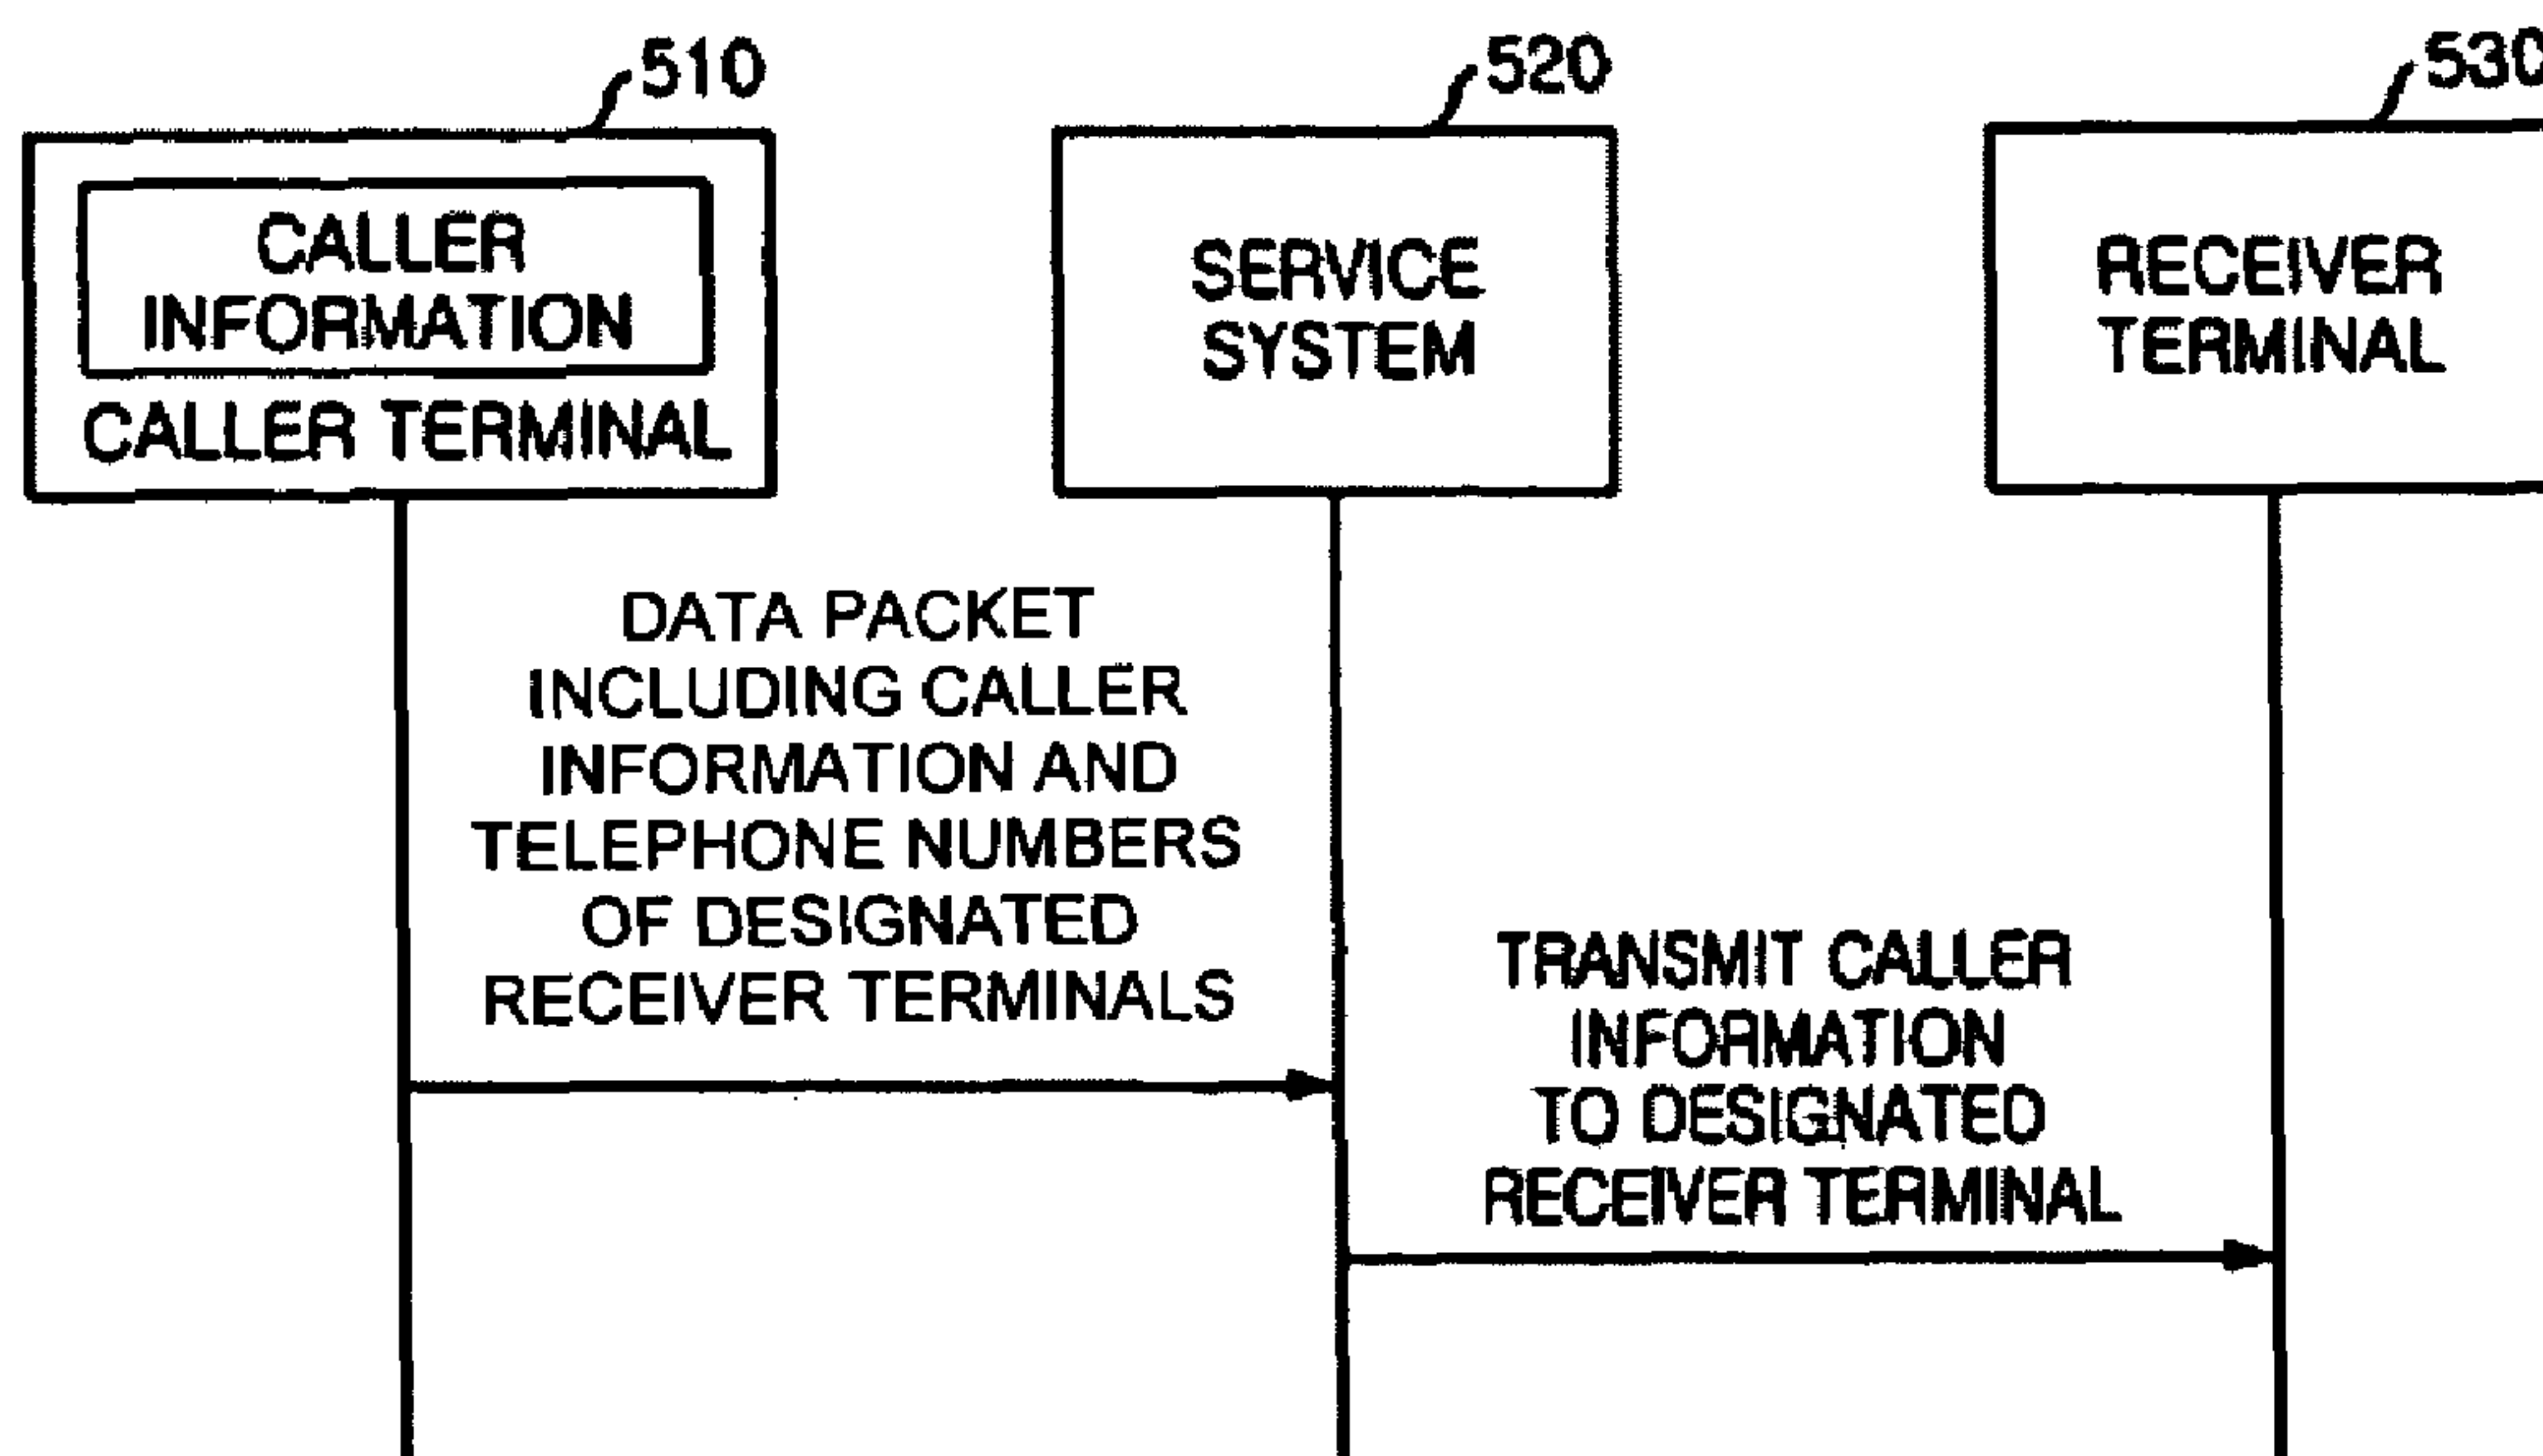 510
520
530
CALLER
INFORMATION
CALLER TERMINAL
SERVICE
SYSTEM
RECEIVER
TERMINAL
DATA PACKET
INCLUDING CALLER
INFORMATION AND
TELEPHONE NUMBERS
OF DESIGNATED
RECEIVER TERMINALS
TRANSMIT CALLER
INFORMATION
TO DESIGNATED
RECEIVER TERMINAL